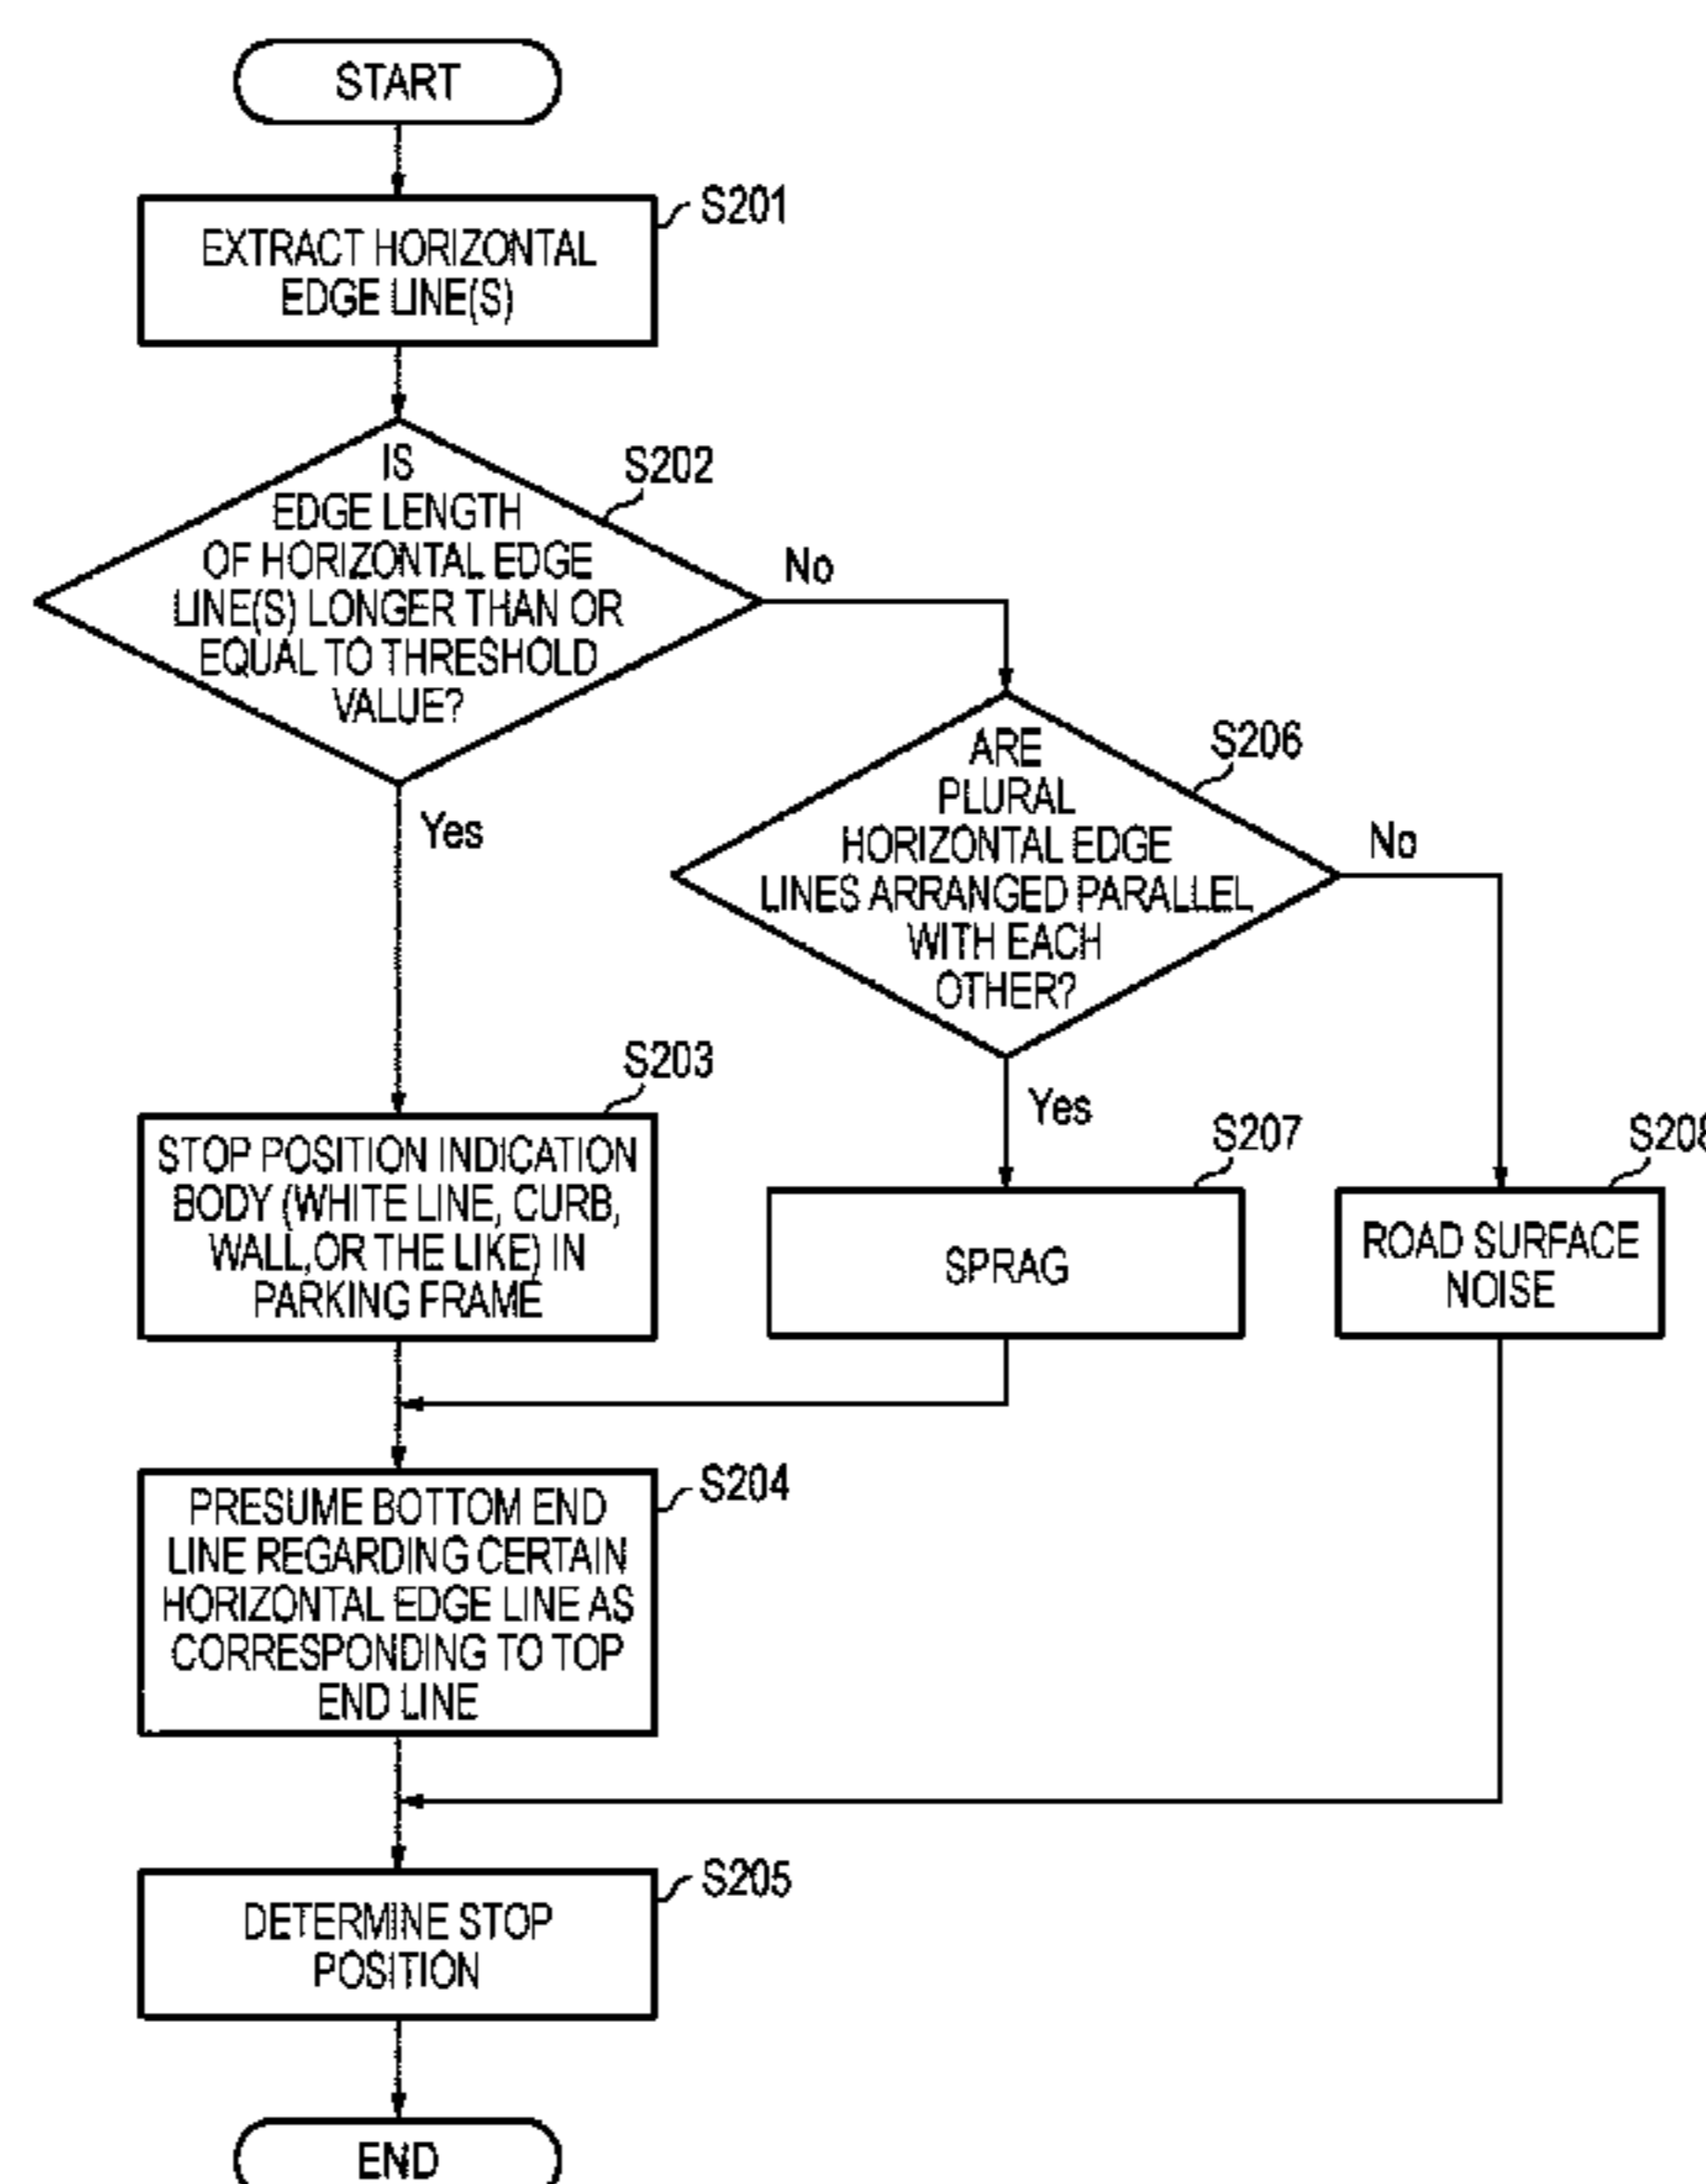 START
S201
EXTRACT HORIZONTAL
EDGE LINE(S)
S202
IS
EDGE LENGTH
OF HORIZONTAL EDGE
LINE(S) LONGER THAN OR
EQUAL TO THRESHOLD
VALUE?
No
Yes
S206
ARE
PLURAL
HORIZONTAL EDGE
LINES ARRANGED PARALLEL
WITH EACH
OTHER?
No
Yes
S203
STOP POSITION INDICATION
BODY (WHITE LINE, CURB,
WALL,OR THE LIKE) IN
PARKING FRAME
S207
SPRAG
S208
ROAD SURFACE
NOISE
S204
PRESUME BOTTOM END
LINE REGARDING CERTAIN
HORIZONTAL EDGE LINE AS
CORRESPONDING TO TOP
END LINE
S205
DETERMINE STOP
POSITION
END